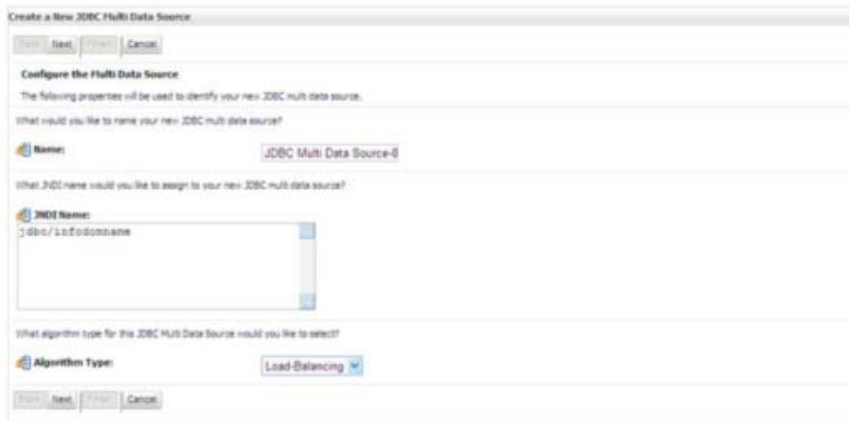 Create a New JDBC Multi Data Source
Back Next Finish Cancel
Configure the Multi Data Source
The following properties will be used to identify your new JDBC multi data source.
What would you like to name your new JDBC multi data source?
Name: JDBC Multi Data Source-0
What JNDI name would you like to assign to your new JDBC multi data source?
JNDI Name:
jdbc/infodomname
What algorithm type for this JDBC Multi Data Source would you like to select?
Algorithm Type: Load-Balancing
Back Next Finish Cancel